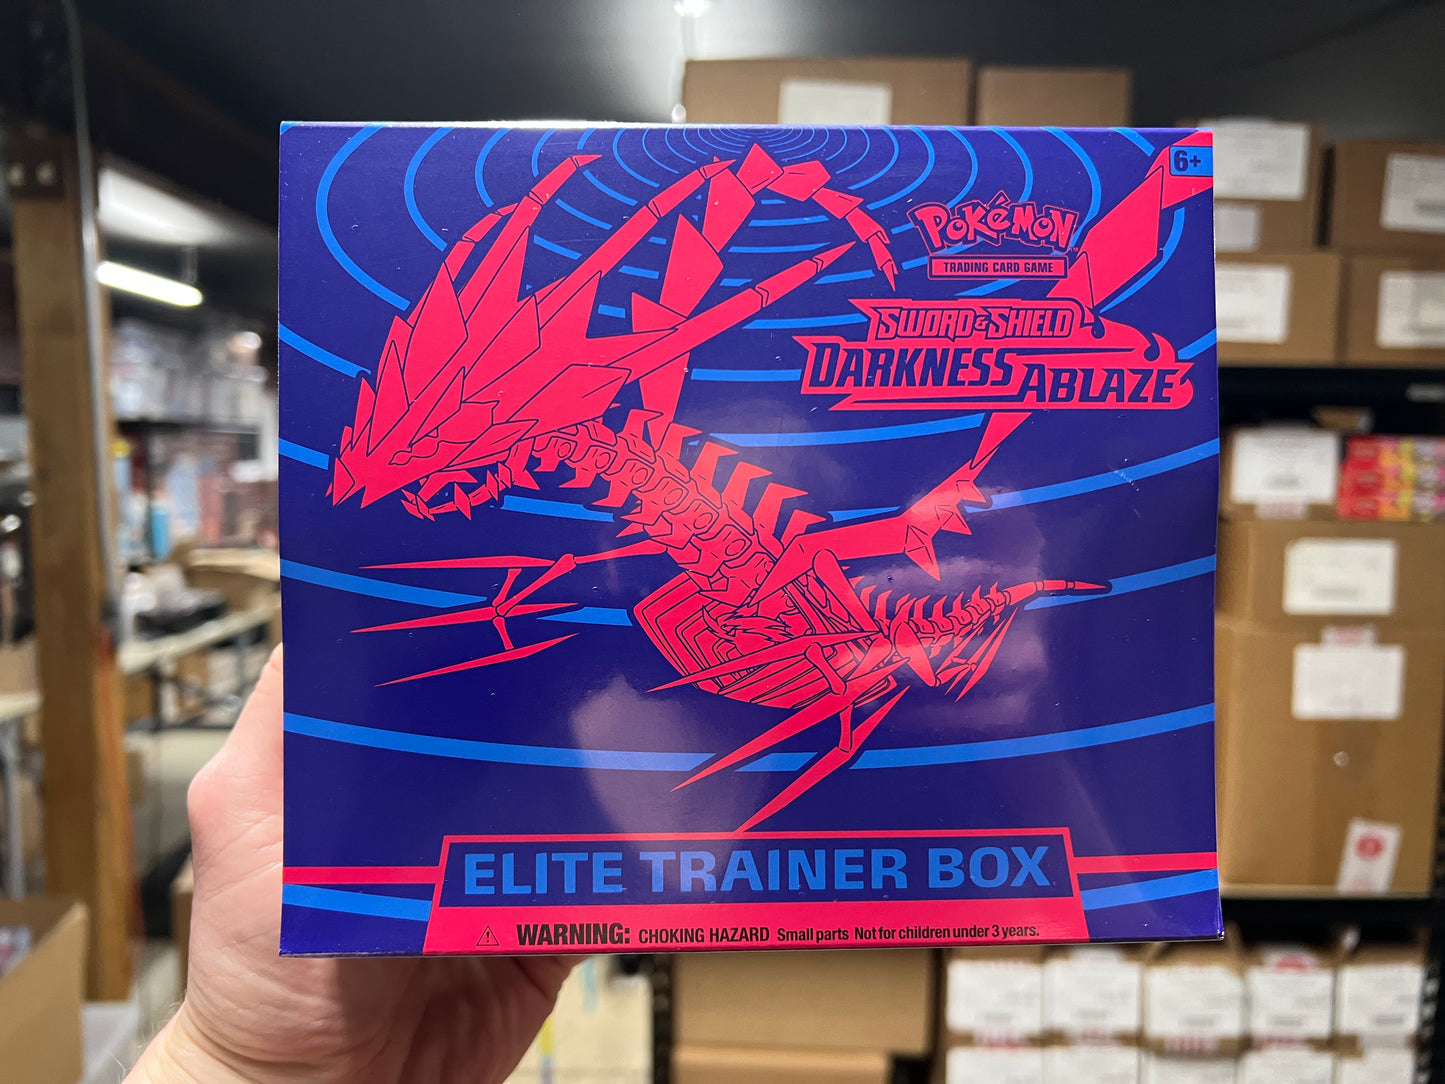 6+
POKéMON
TRADING CARD GAME
SWORD & SHIELD
DARKNESS ABLAZE
ELITE TRAINER BOX
WARNING: CHOKING HAZARD Small parts Not for children under 3 years.